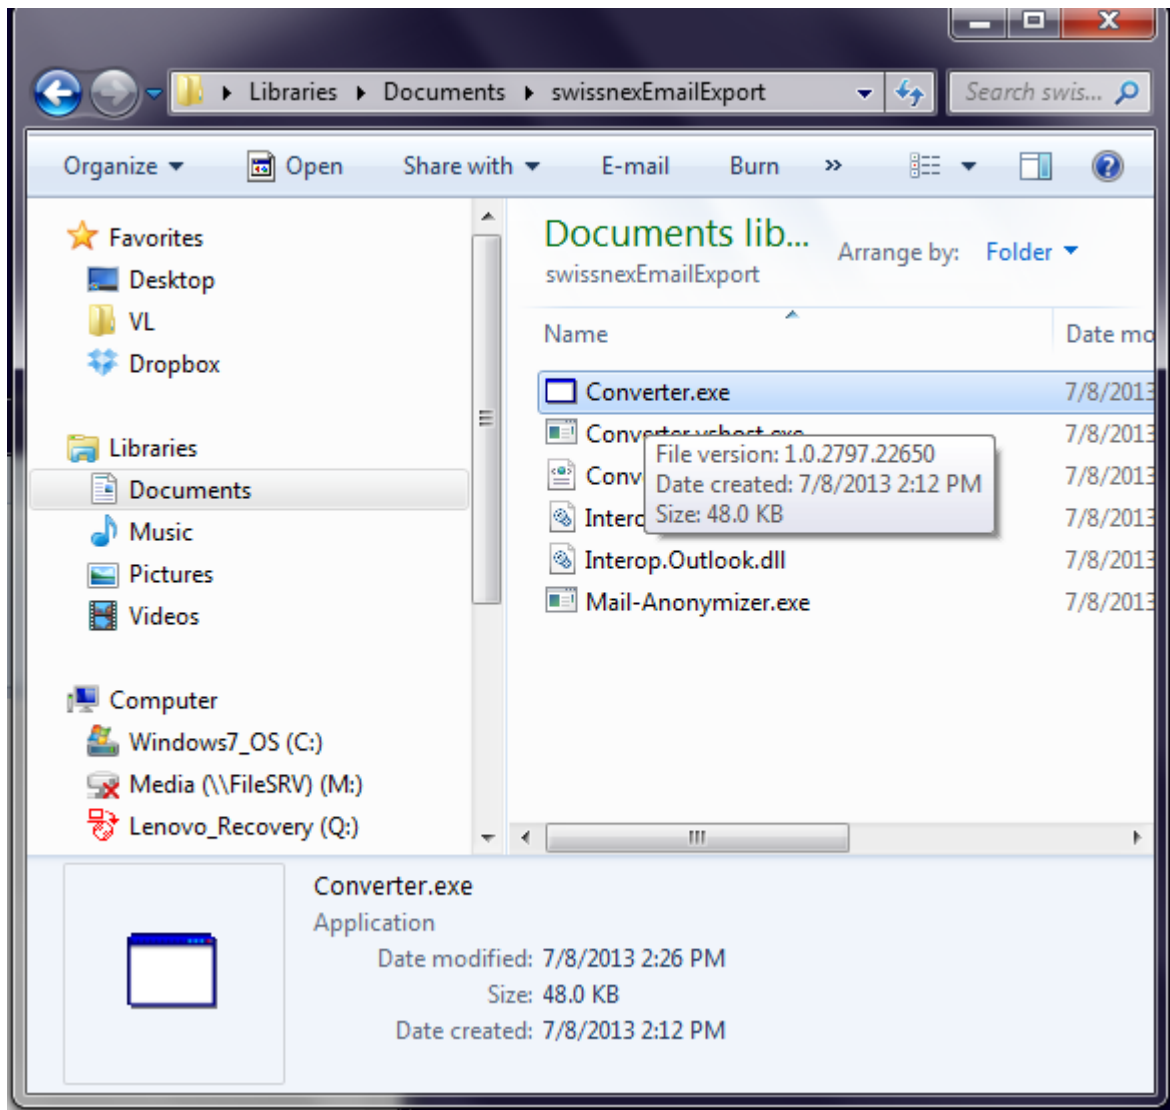 Libraries Documents swissnexEmailExport Search swis...
Organize Open Share with E-mail Burn »
Favorites
Desktop
VL
Dropbox
Libraries
Documents
Music
Pictures
Videos
Computer
Windows7_OS (C:)
Media (\\FileSRV) (M:)
Lenovo_Recovery (Q:)
Documents lib...
swissnexEmailExport
Arrange by: Folder
Name Date mo
Converter.exe 7/8/2013
Converter.vshost.exe 7/8/2013
Conv 7/8/2013
Interc 7/8/2013
Interop.Outlook.dll 7/8/2013
Mail-Anonymizer.exe 7/8/2013
File version: 1.0.2797.22650
Date created: 7/8/2013 2:12 PM
Size: 48.0 KB
Converter.exe
Application
Date modified: 7/8/2013 2:26 PM
Size: 48.0 KB
Date created: 7/8/2013 2:12 PM